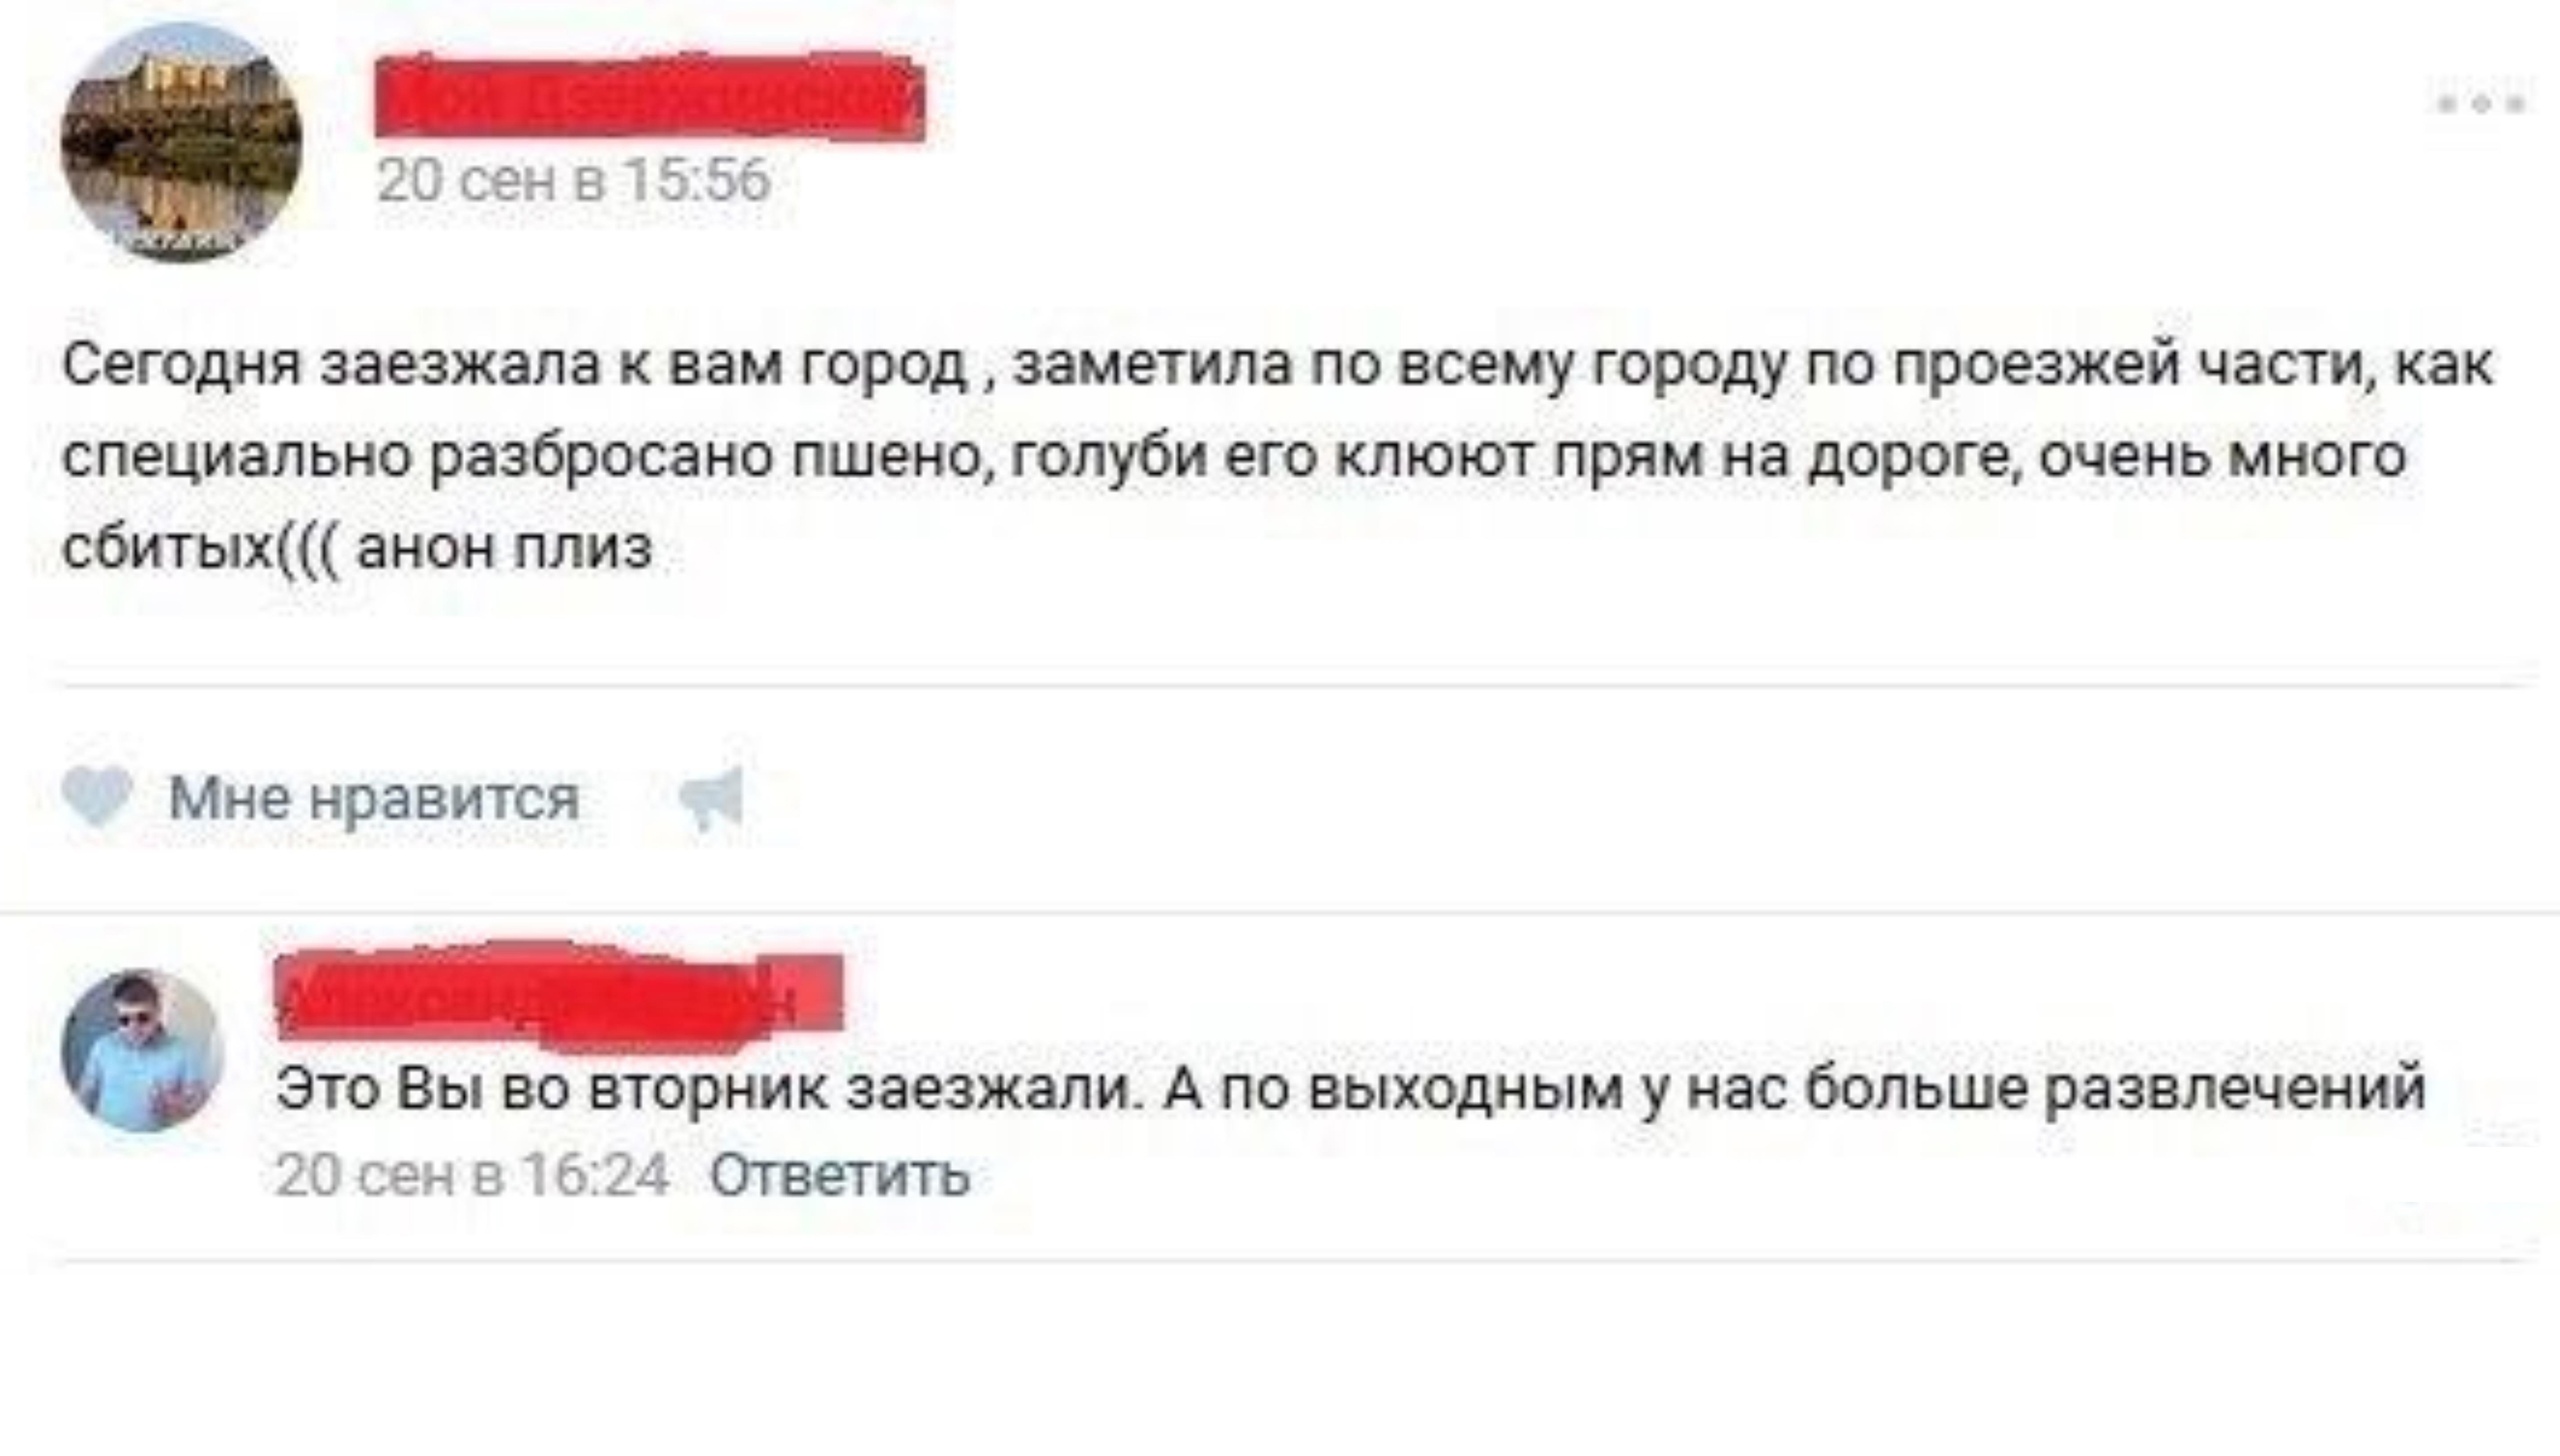 20 сен в 15:56
Сегодня заезжала к вам город , заметила по всему городу по проезжей части, как
специально разбросано пшено, голуби его клюют прям на дороге, очень много
сбитых((( анон плиз
Мне нравится
Это Вы во вторник заезжали. А по выходным у нас больше развлечений
20 сен в 16:24 Ответить